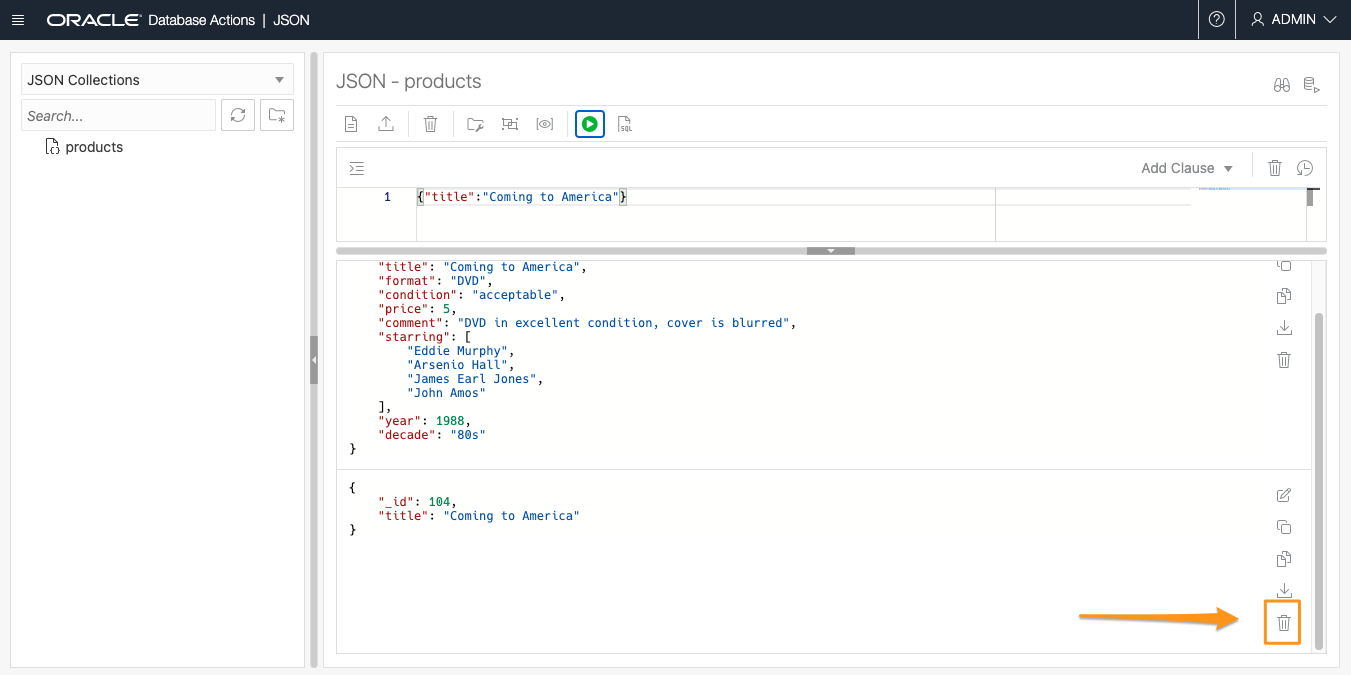 ORACLE Database Actions | JSON
ADMIN
JSON Collections
Search...
products
JSON - products
SQL
Add Clause
1 {"title":"Coming to America"}
"title": "Coming to America",
"format": "DVD",
"condition": "acceptable",
"price": 5,
"comment": "DVD in excellent condition, cover is blurred",
"starring": [
"Eddie Murphy",
"Arsenio Hall",
"James Earl Jones",
"John Amos"
],
"year": 1988,
"decade": "80s"
}
{
"_id": 104,
"title": "Coming to America"
}